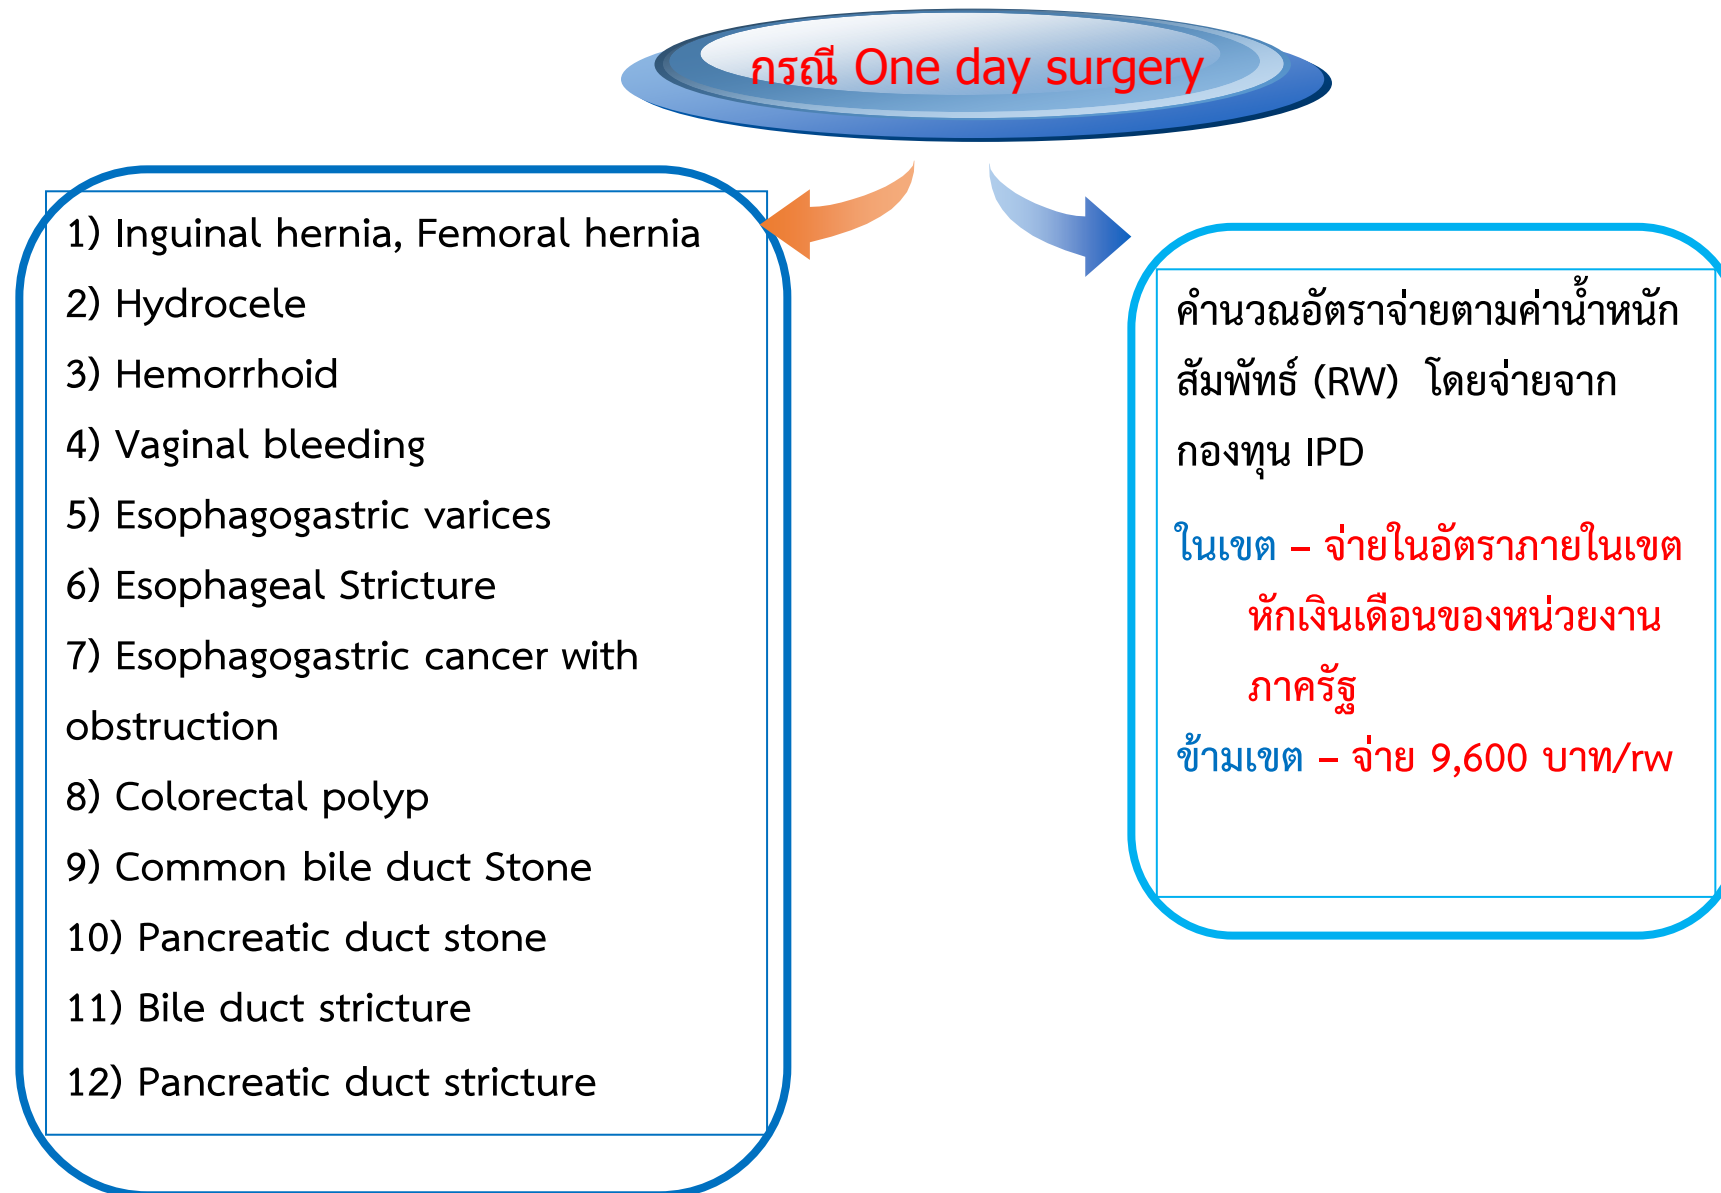 กรณี One day surgery
1) Inguinal hernia, Femoral hernia
2) Hydrocele
3) Hemorrhoid
4) Vaginal bleeding
5) Esophagogastric varices
6) Esophageal Stricture
7) Esophagogastric cancer with
obstruction
8) Colorectal polyp
9) Common bile duct Stone
10) Pancreatic duct stone
11) Bile duct stricture
12) Pancreatic duct stricture
คำนวณอัตราจ่ายตามค่าน้ำหนัก
สัมพัทธ์ (RW) โดยจ่ายจาก
กองทุน IPD
ในเขต – จ่ายในอัตราภายในเขต
หักเงินเดือนของหน่วยงาน
ภาครัฐ
ข้ามเขต – จ่าย 9,600 บาท/rw